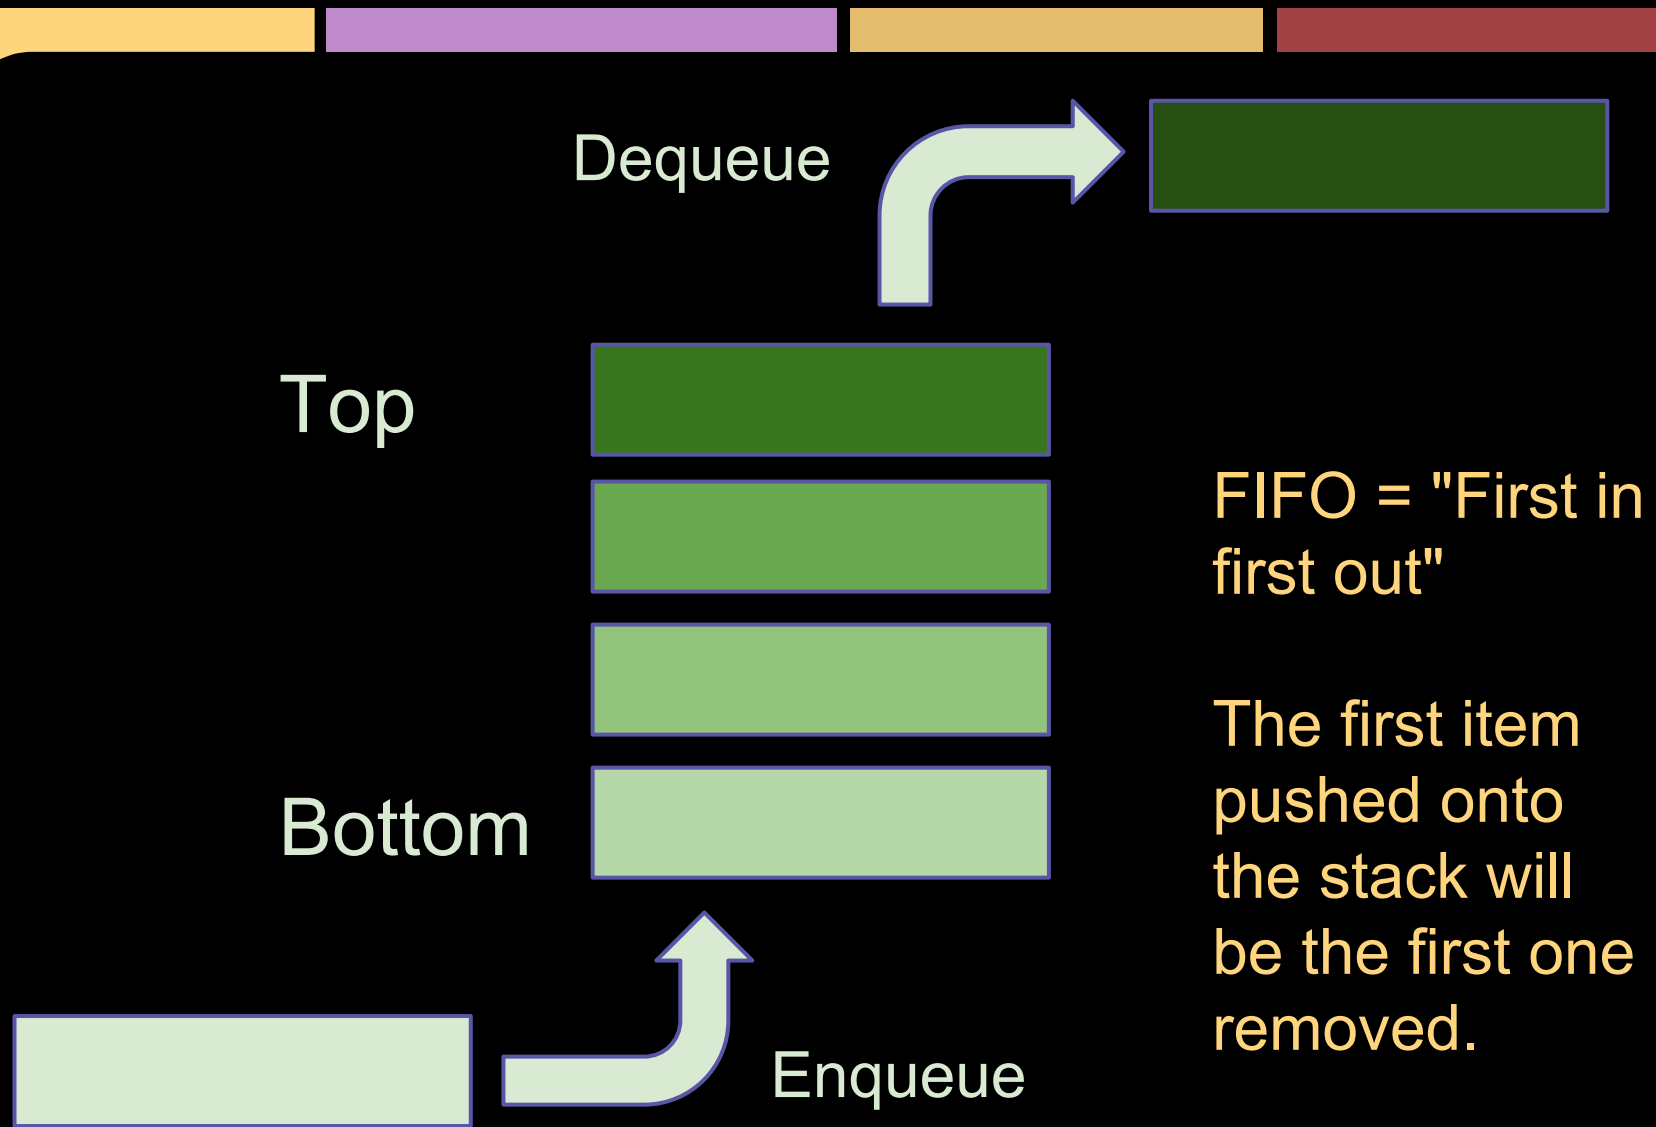 Dequeue
Top
FIFO = "First in
first out"
The first item
pushed onto
the stack will
be the first one
removed.
Bottom
Enqueue